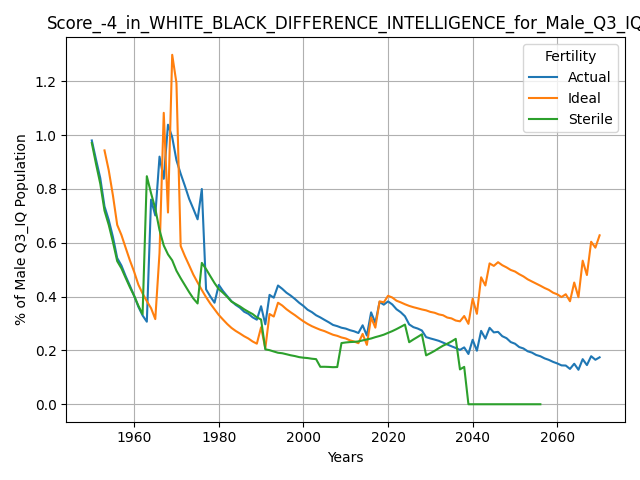 Score_-4_in_WHITE_BLACK_DIFFERENCE_INTELLIGENCE_for_Male_Q3_IQ
Fertility
Actual
Ideal
Sterile
% of Male Q3_IQ Population
1.2
1.0
0.8
0.6
0.4
0.2
0.0
1960 1980 2000 2020 2040 2060
Years